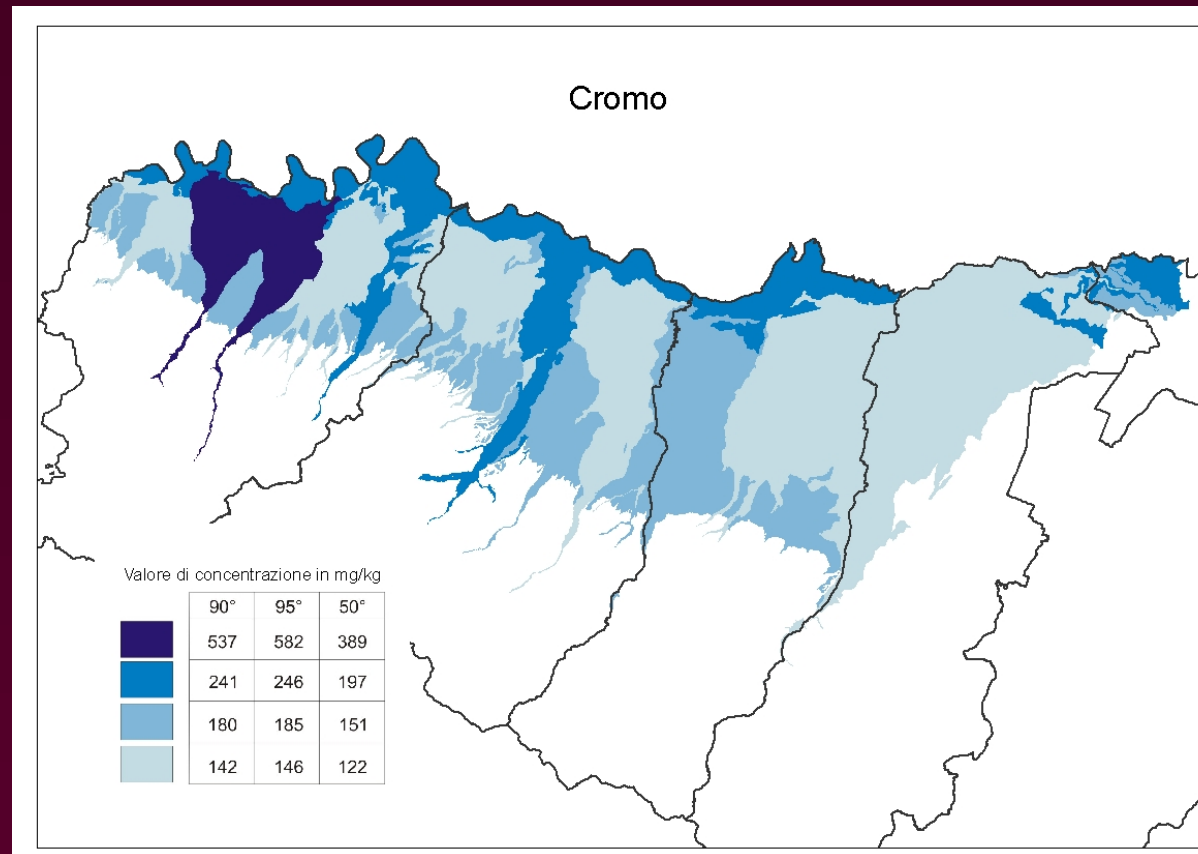 Cromo
Valore di concentrazione in mg/kg
90° 95° 50°
537 582 389
241 246 197
180 185 151
142 146 122